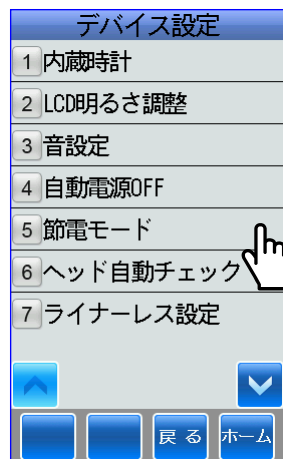 デバイス設定
1 内蔵時計
2 LCD明るさ調整
3 音設定
4 自動電源OFF
5 節電モード
6 ヘッド自動チェック
7 ライナーレス設定
戻る ホーム